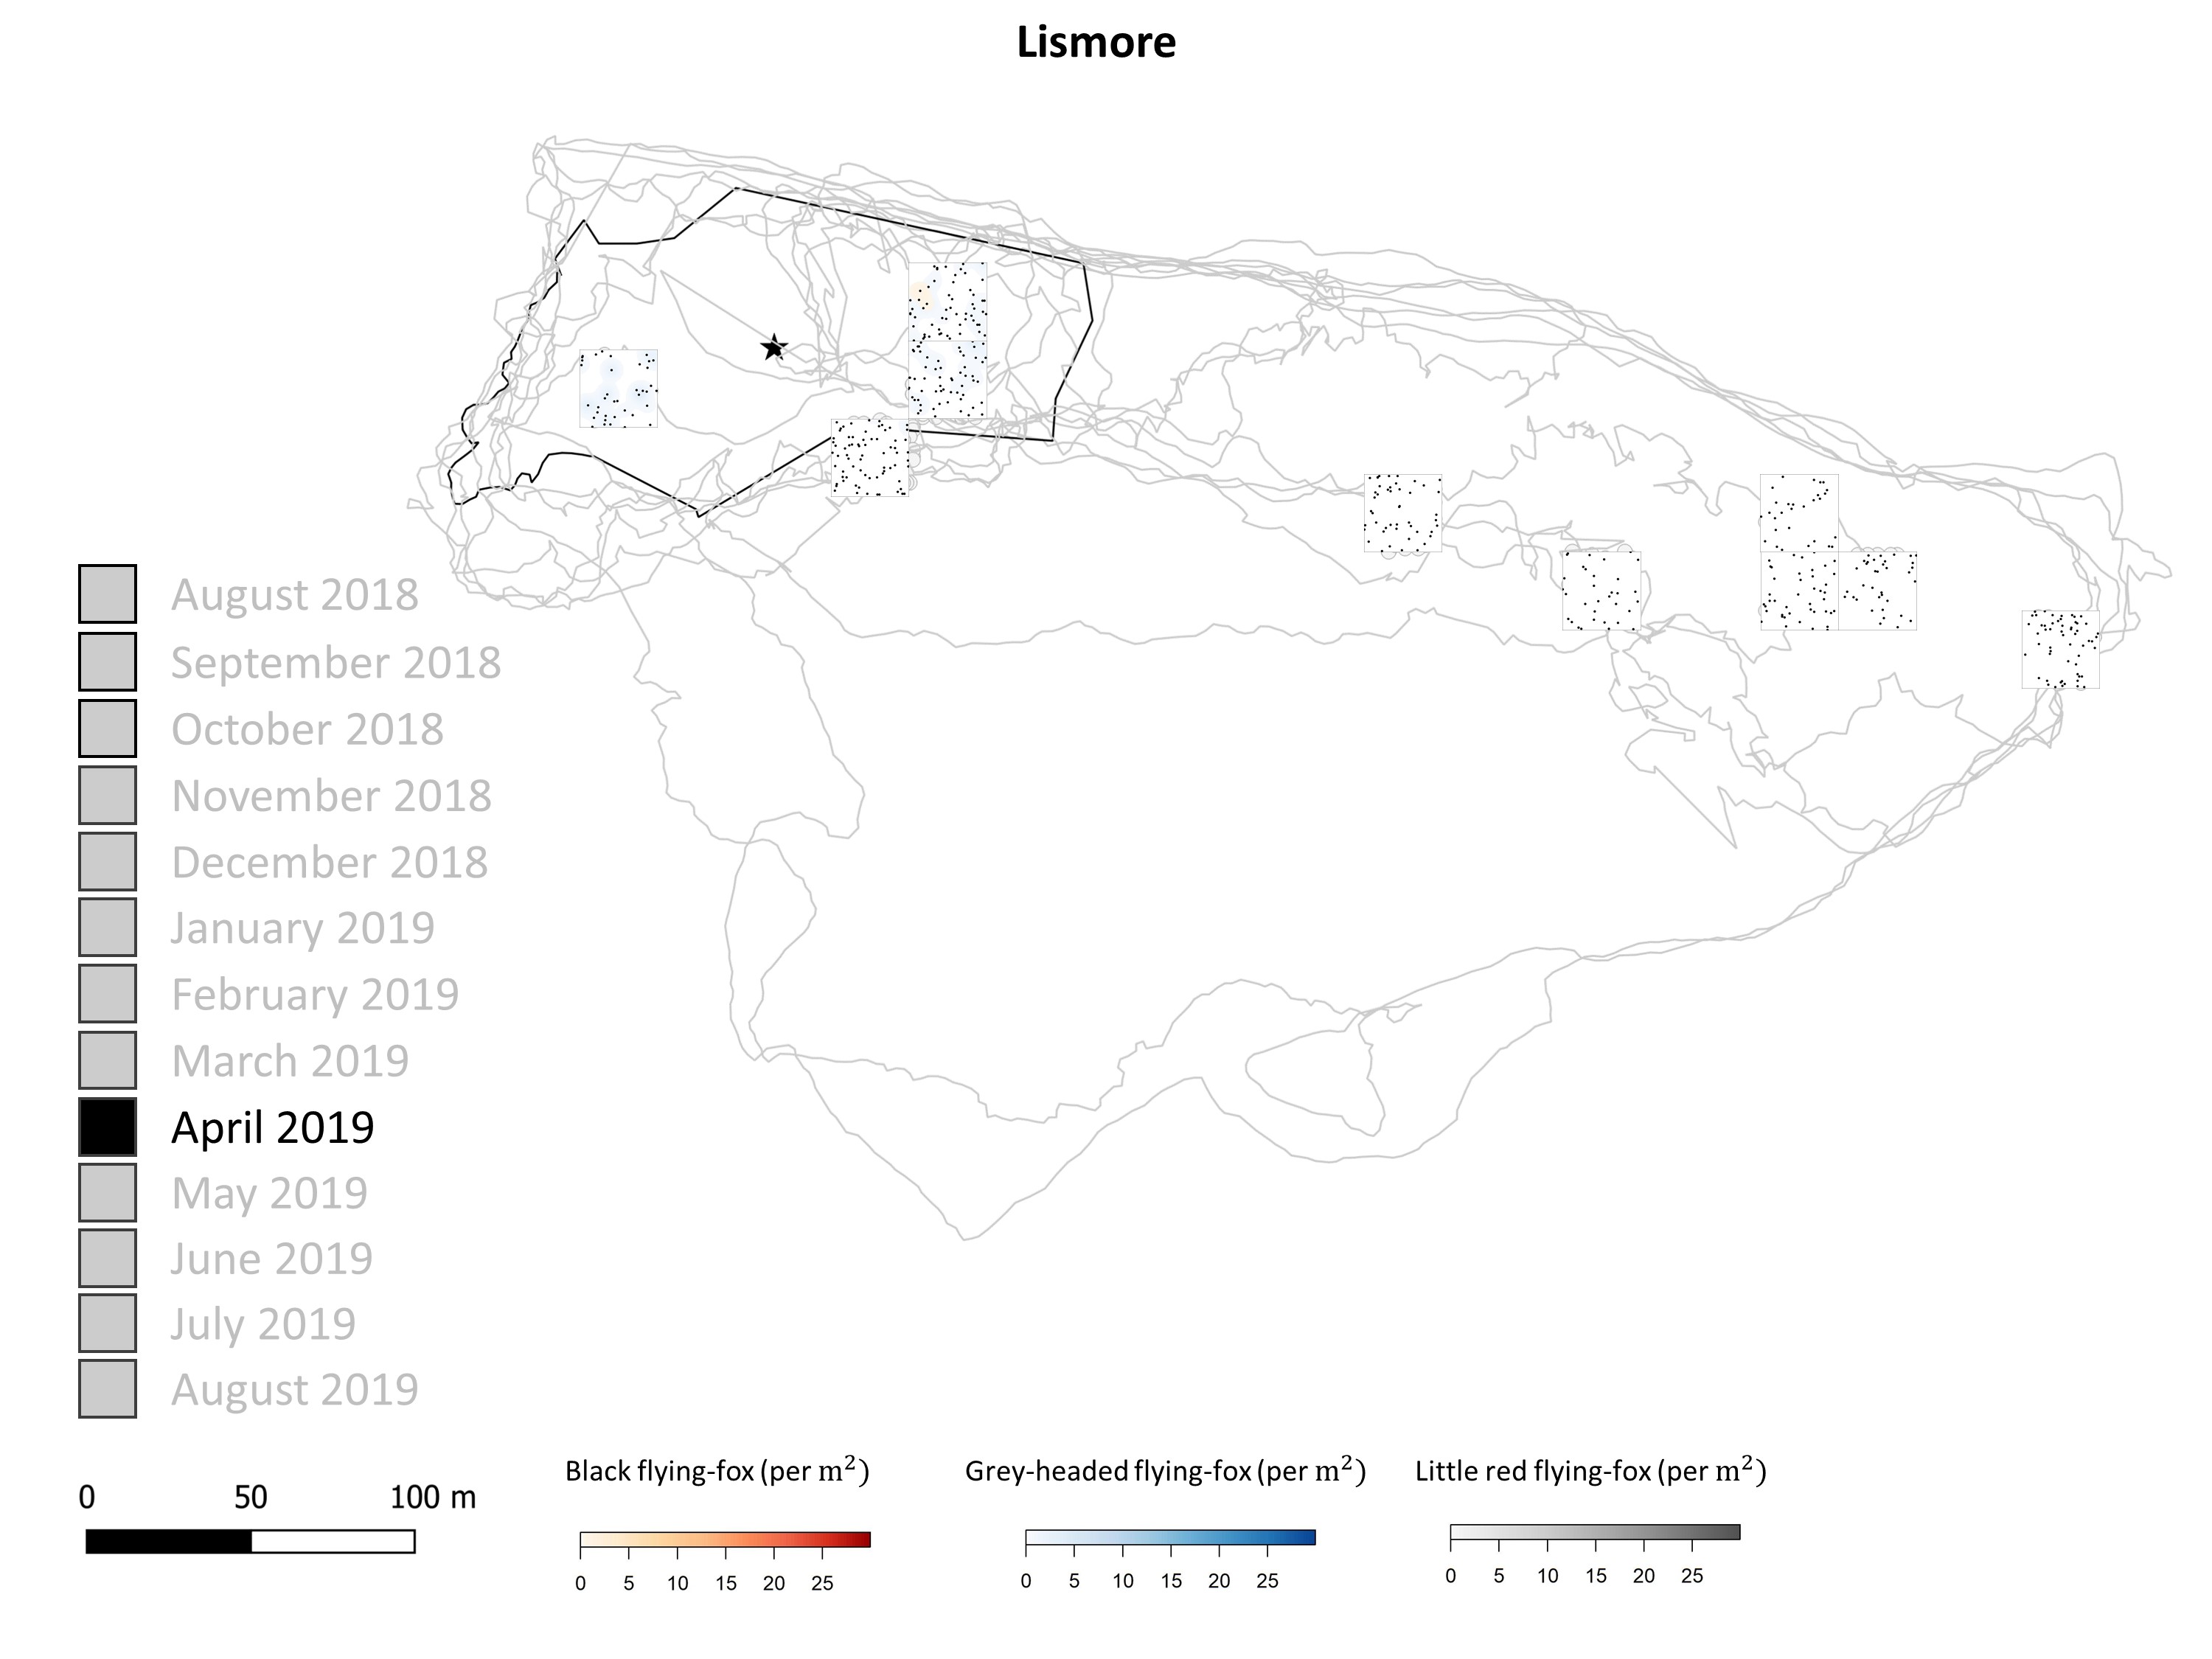 Lismore
August 2018
September 2018
October 2018
November 2018
December 2018
January 2019
February 2019
March 2019
April 2019
May 2019
June 2019
July 2019
August 2019
0 50 100 m
Black flying-fox (per m²)
0 5 10 15 20 25
Grey-headed flying-fox (per m²)
0 5 10 15 20 25
Little red flying-fox (per m²)
0 5 10 15 20 25